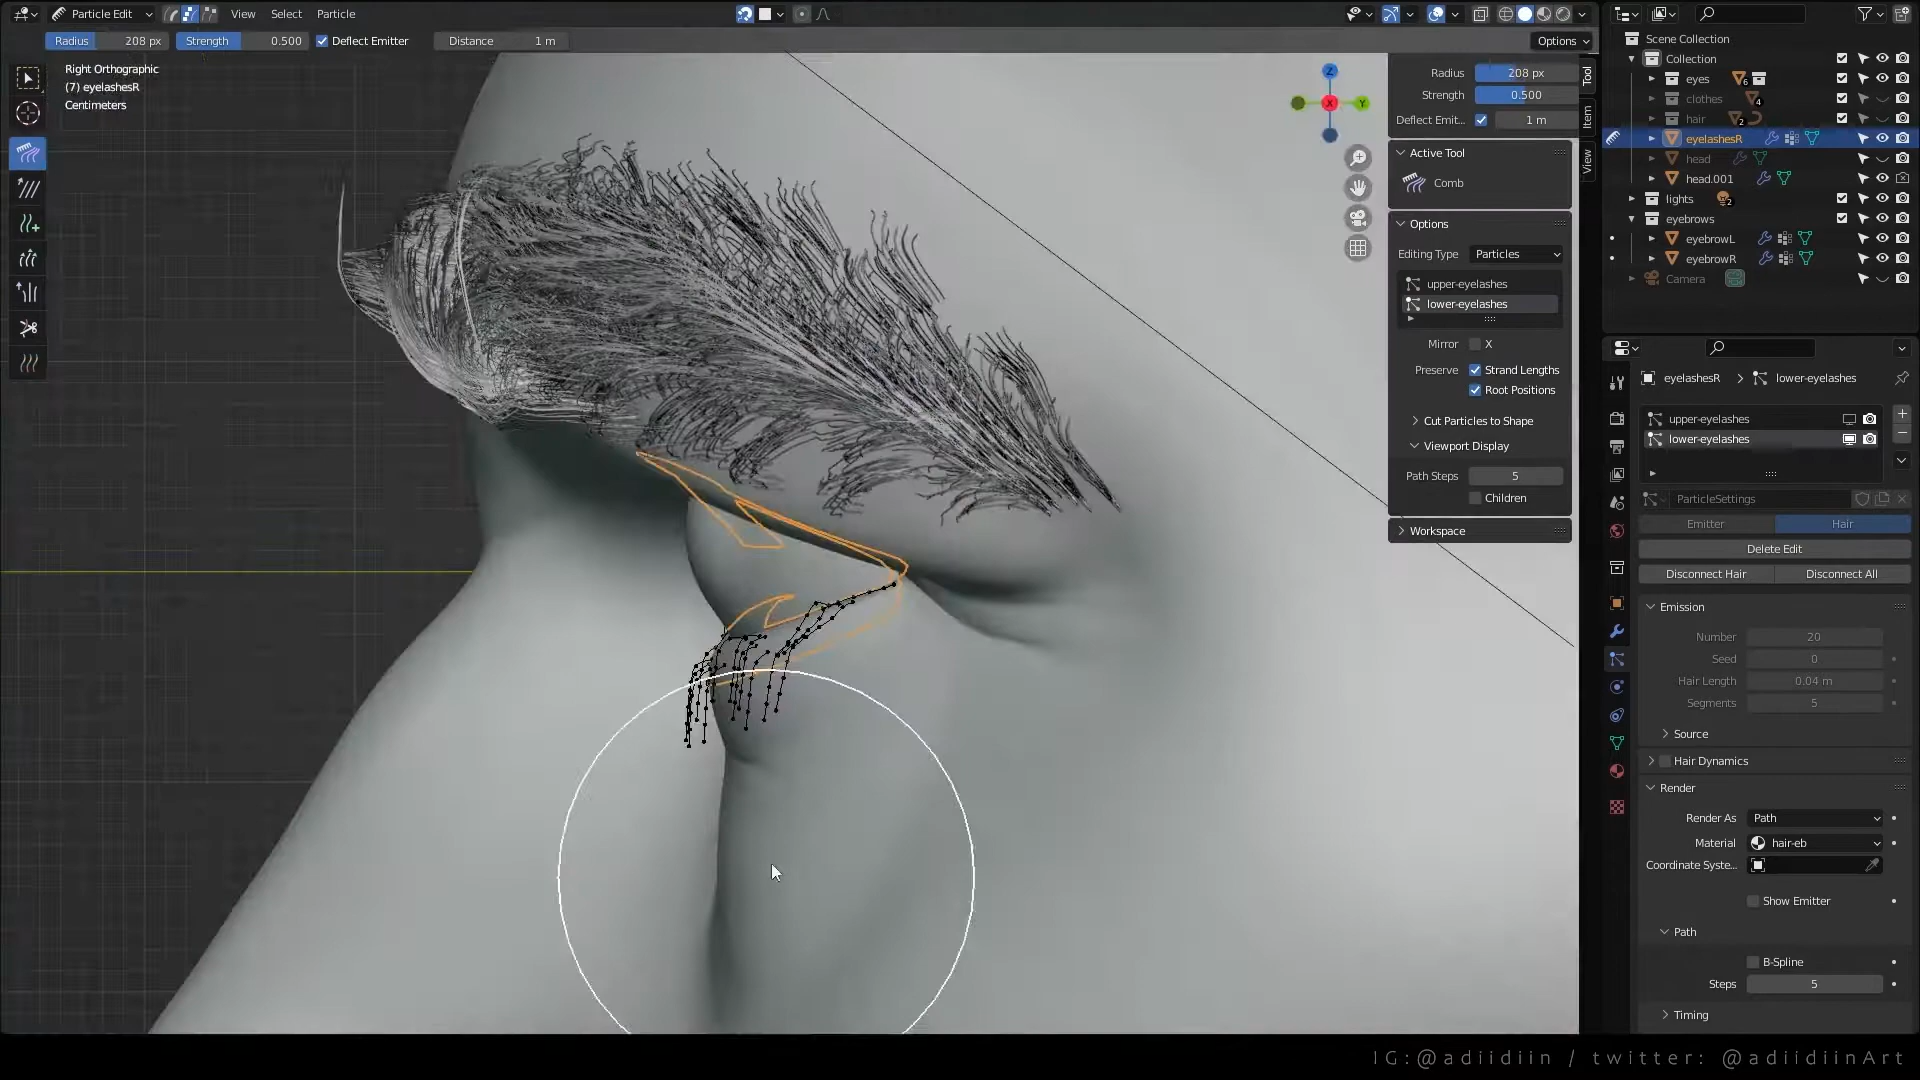 Particle Edit View Select Particle
Radius 208 px Strength 0.500 Deflect Emitter Distance 1 m Options
Right Orthographic
(7) eyelashesR
Centimeters
Z
X
Y
Radius 208 px
Strength 0.500
Deflect Emit... 1 m
Active Tool
Comb
Options
Editing Type Particles
upper-eyelashes
lower-eyelashes
Mirror X
Preserve Strand Lengths
Root Positions
Cut Particles to Shape
Viewport Display
Path Steps 5
Children
Workspace
Tool
Item
View
Scene Collection
Collection
eyes 6
clothes 4
hair 2
eyelashesR
head
head.001
lights 2
eyebrows
eyebrowL
eyebrowR
Camera
eyelashesR > lower-eyelashes
upper-eyelashes
lower-eyelashes
ParticleSettings
Emitter Hair
Delete Edit
Disconnect Hair Disconnect All
Emission
Number 20
Seed 0
Hair Length 0.04 m
Segments 5
Source
Hair Dynamics
Render
Render As Path
Material hair-eb
Coordinate Syste...
Show Emitter
Path
B-Spline
Steps 5
Timing
IG:@adiidiin / twitter: @adiidiinArt